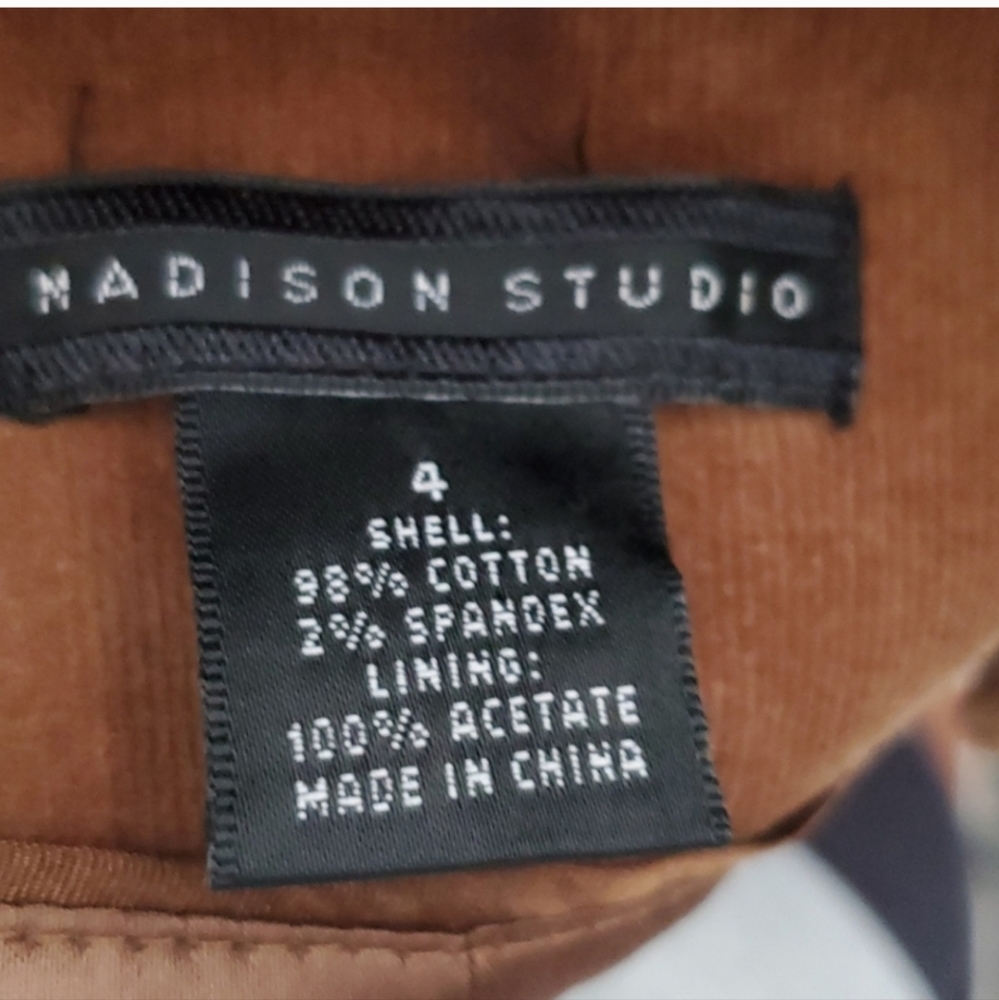 MADISON STUDIO
4
SHELL:
98% COTTON
2% SPANDEX
LINING:
100% ACETATE
MADE IN CHINA